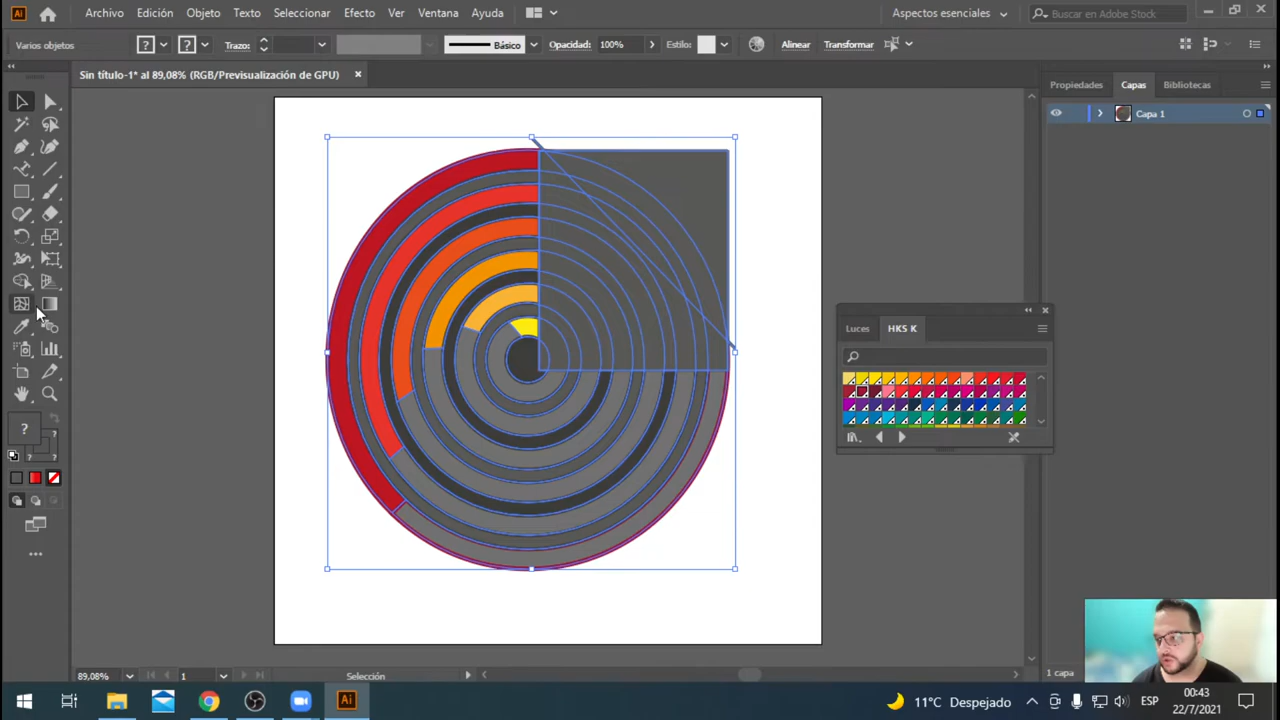 Ai Archivo Edición Objeto Texto Seleccionar Efecto Ver Ventana Ayuda Aspectos esenciales Buscar en Adobe Stock
Varios objetos ? ? Trazo: Básico Opacidad: 100% Estilo: Alinear Transformar
Sin título-1* al 89,08% (RGB/Previsualización de GPU) Propiedades Capas Bibliotecas
Capa 1
Luces HKS K
?
89,08% 1 Selección 1 capa
Ai 11°C Despejado ESP 00:43
22/7/2021